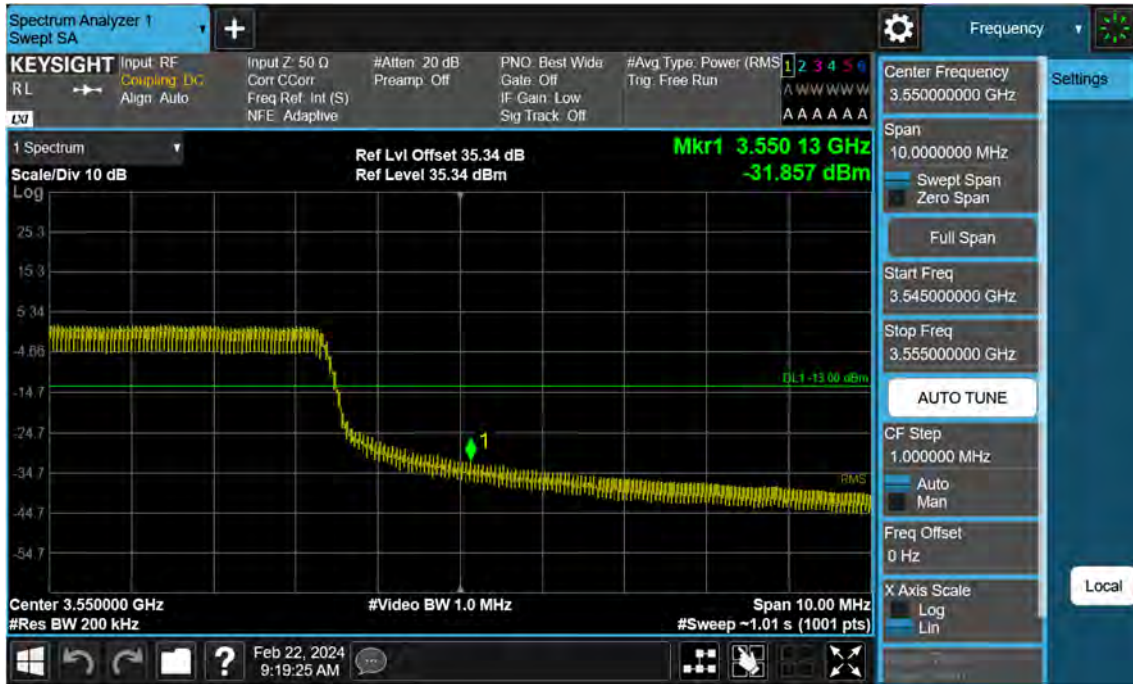 Spectrum Analyzer 1
Swept SA
+
Frequency
KEYSIGHT
RL
LXI
Input: RF
Coupling: DC
Align: Auto
Input Z: 50 Ω
Corr CCorr
Freq Ref: Int (S)
NFE: Adaptive
#Atten: 20 dB
Preamp: Off
PNO: Best Wide
Gate: Off
IF Gain: Low
Sig Track: Off
#Avg Type: Power (RMS
Trig: Free Run
1 2 3 4 5 6
A W W W W W
A A A A A A
1 Spectrum
Scale/Div 10 dB
Ref Lvl Offset 35.34 dB
Ref Level 35.34 dBm
Mkr1 3.550 13 GHz
-31.857 dBm
Log
25.3
15.3
5.34
-4.66
-14.7
-24.7
-34.7
-44.7
-54.7
DL1 -13.00 dBm
1
RMS
Center 3.550000 GHz
#Res BW 200 kHz
#Video BW 1.0 MHz
Span 10.00 MHz
#Sweep ~1.01 s (1001 pts)
?
Feb 22, 2024
9:19:25 AM
Center Frequency
3.550000000 GHz
Span
10.0000000 MHz
Swept Span
Zero Span
Full Span
Start Freq
3.545000000 GHz
Stop Freq
3.555000000 GHz
AUTO TUNE
CF Step
1.000000 MHz
Auto
Man
Freq Offset
0 Hz
X Axis Scale
Log
Lin
Settings
Local